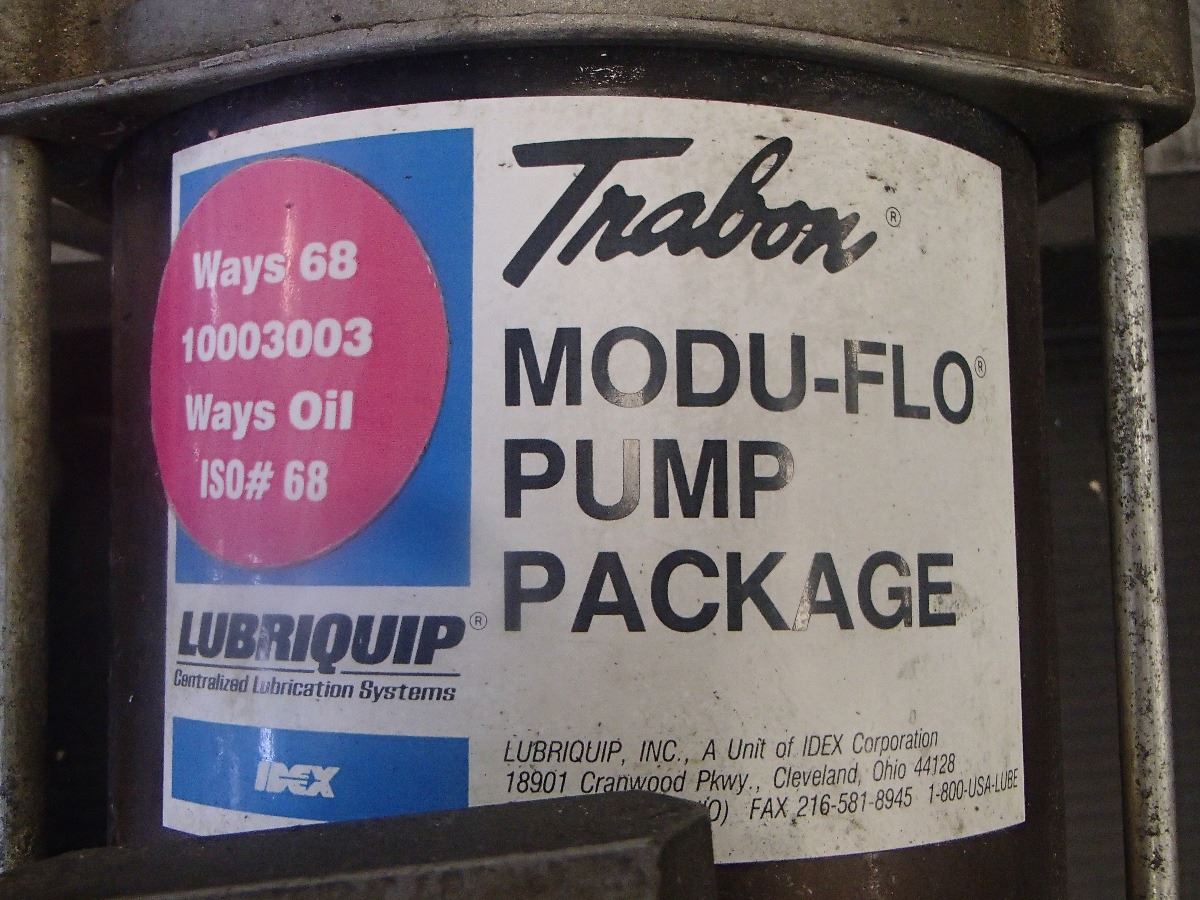 Ways 68
10003003
Ways Oil
ISO# 68
LUBRIQUIP®
Centralized Lubrication Systems
IDEX
Trabon®
MODU-FLO®
PUMP
PACKAGE
LUBRIQUIP, INC., A Unit of IDEX Corporation
18901 Cranwood Pkwy., Cleveland, Ohio 44128
FAX 216-581-8945 1-800-USA-LUBE